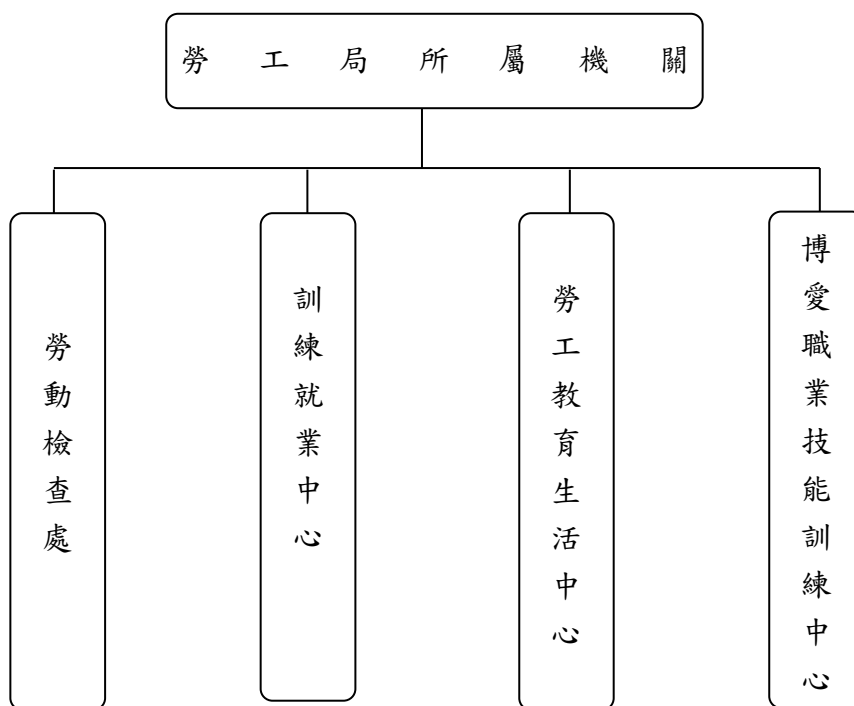 勞工局所屬機關
勞動檢查處
訓練就業中心
勞工教育生活中心
博愛職業技能訓練中心